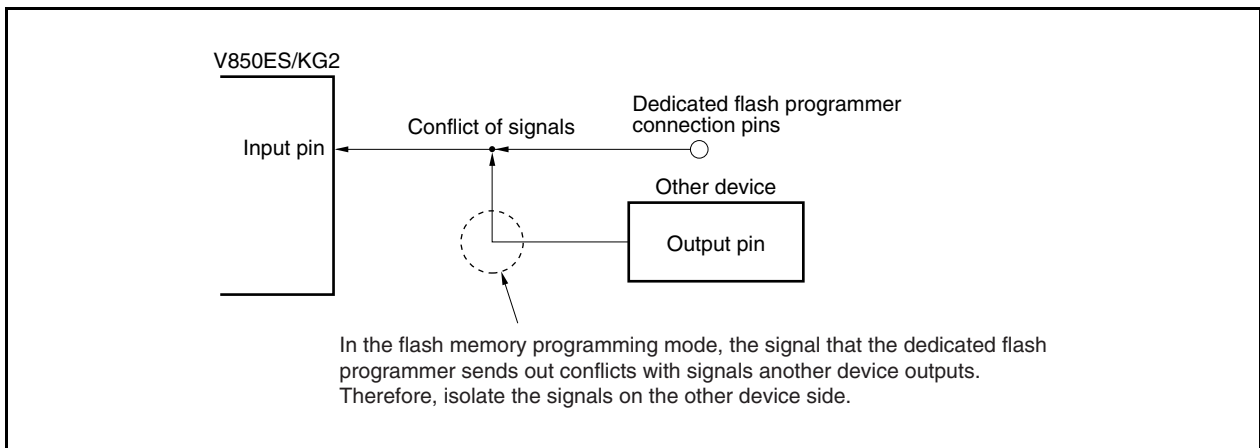 V850ES/KG2
Dedicated flash programmer
connection pins
Conflict of signals
Input pin
Other device
Output pin
In the flash memory programming mode, the signal that the dedicated flash
programmer sends out conflicts with signals another device outputs.
Therefore, isolate the signals on the other device side.